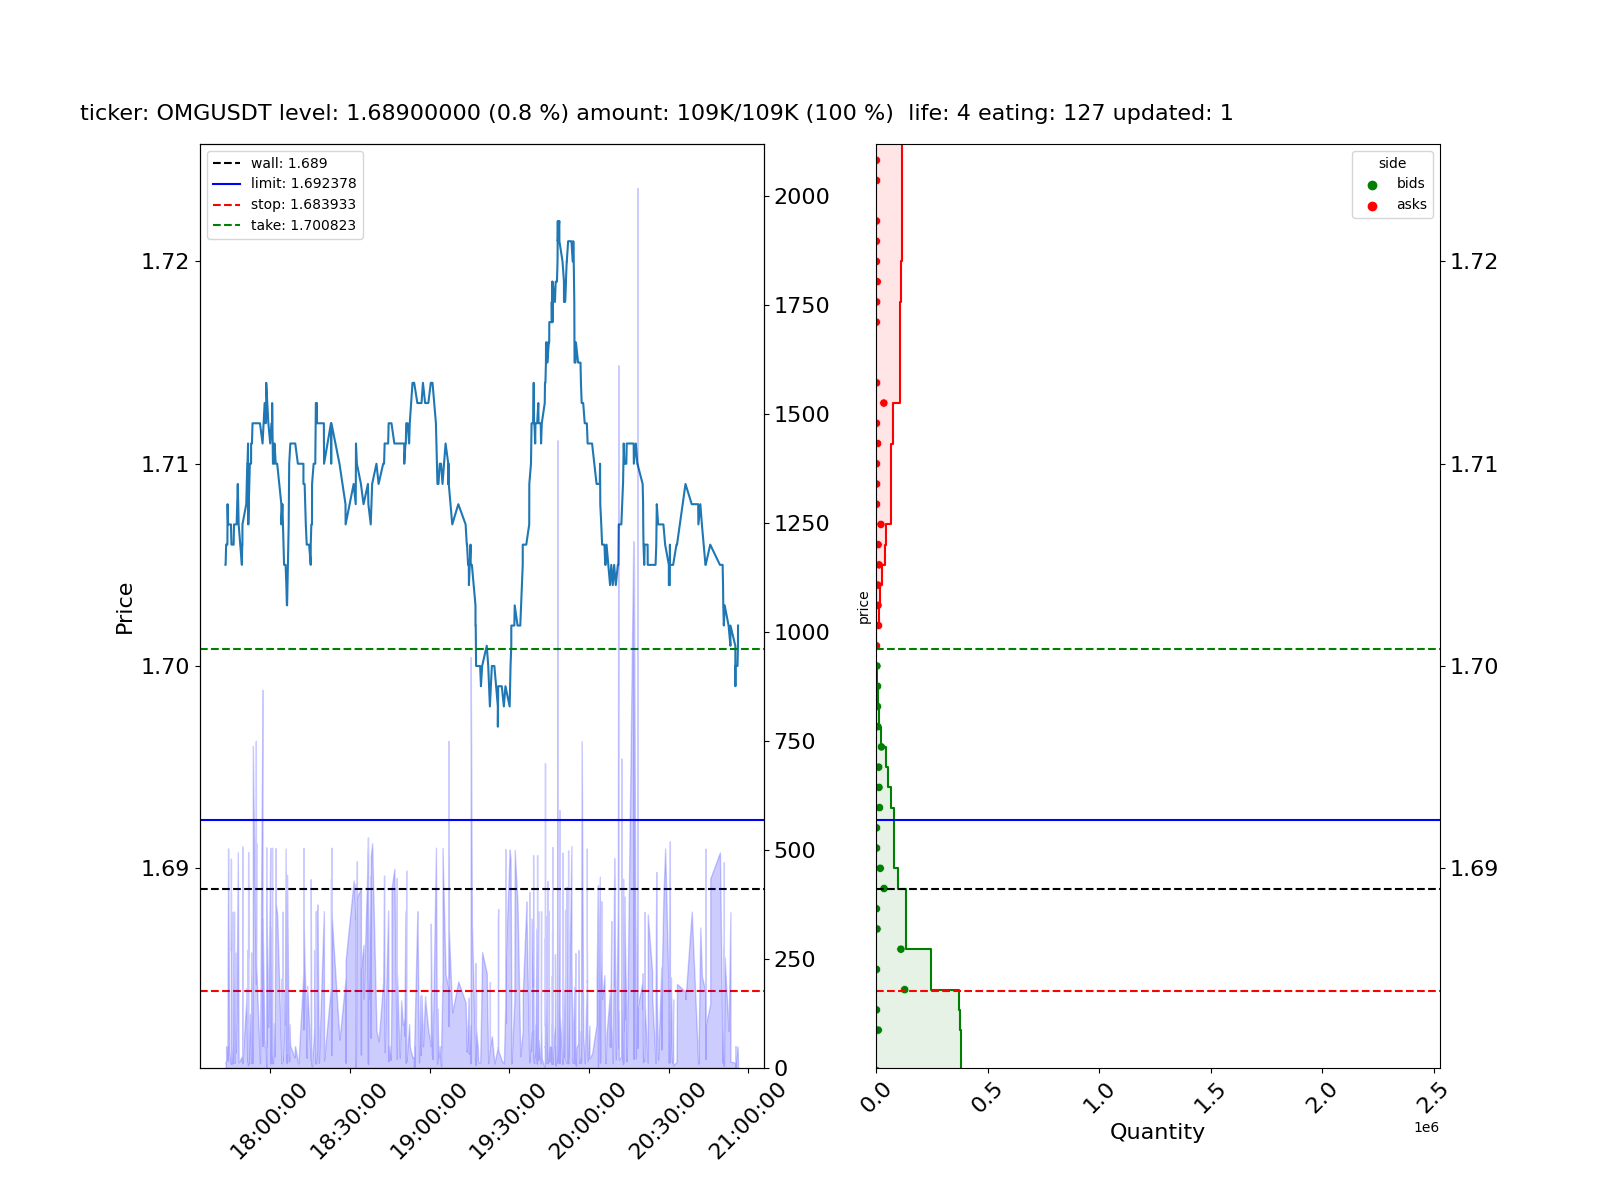 ticker: OMGUSDT level: 1.68900000 (0.8 %) amount: 109K/109K (100 %)  life: 4 eating: 127 updated: 1
wall: 1.689
limit: 1.692378
stop: 1.683933
take: 1.700823
Price
1.72
1.71
1.70
1.69
2000
1750
1500
1250
1000
750
500
250
0
18:00:00
18:30:00
19:00:00
19:30:00
20:00:00
20:30:00
21:00:00
side
bids
asks
price
1.72
1.71
1.70
1.69
0.0
0.5
1.0
1.5
2.0
2.5
1e6
Quantity